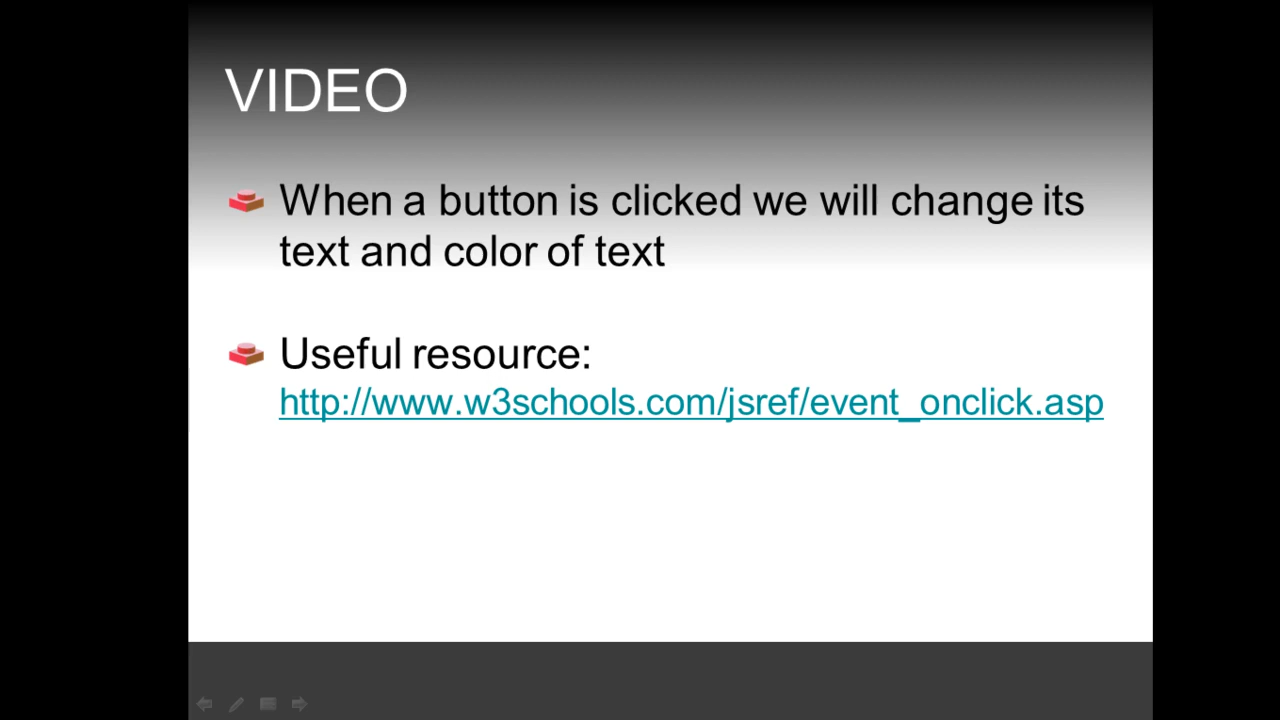 VIDEO
When a button is clicked we will change its
text and color of text
Useful resource:
http://www.w3schools.com/jsref/event_onclick.asp